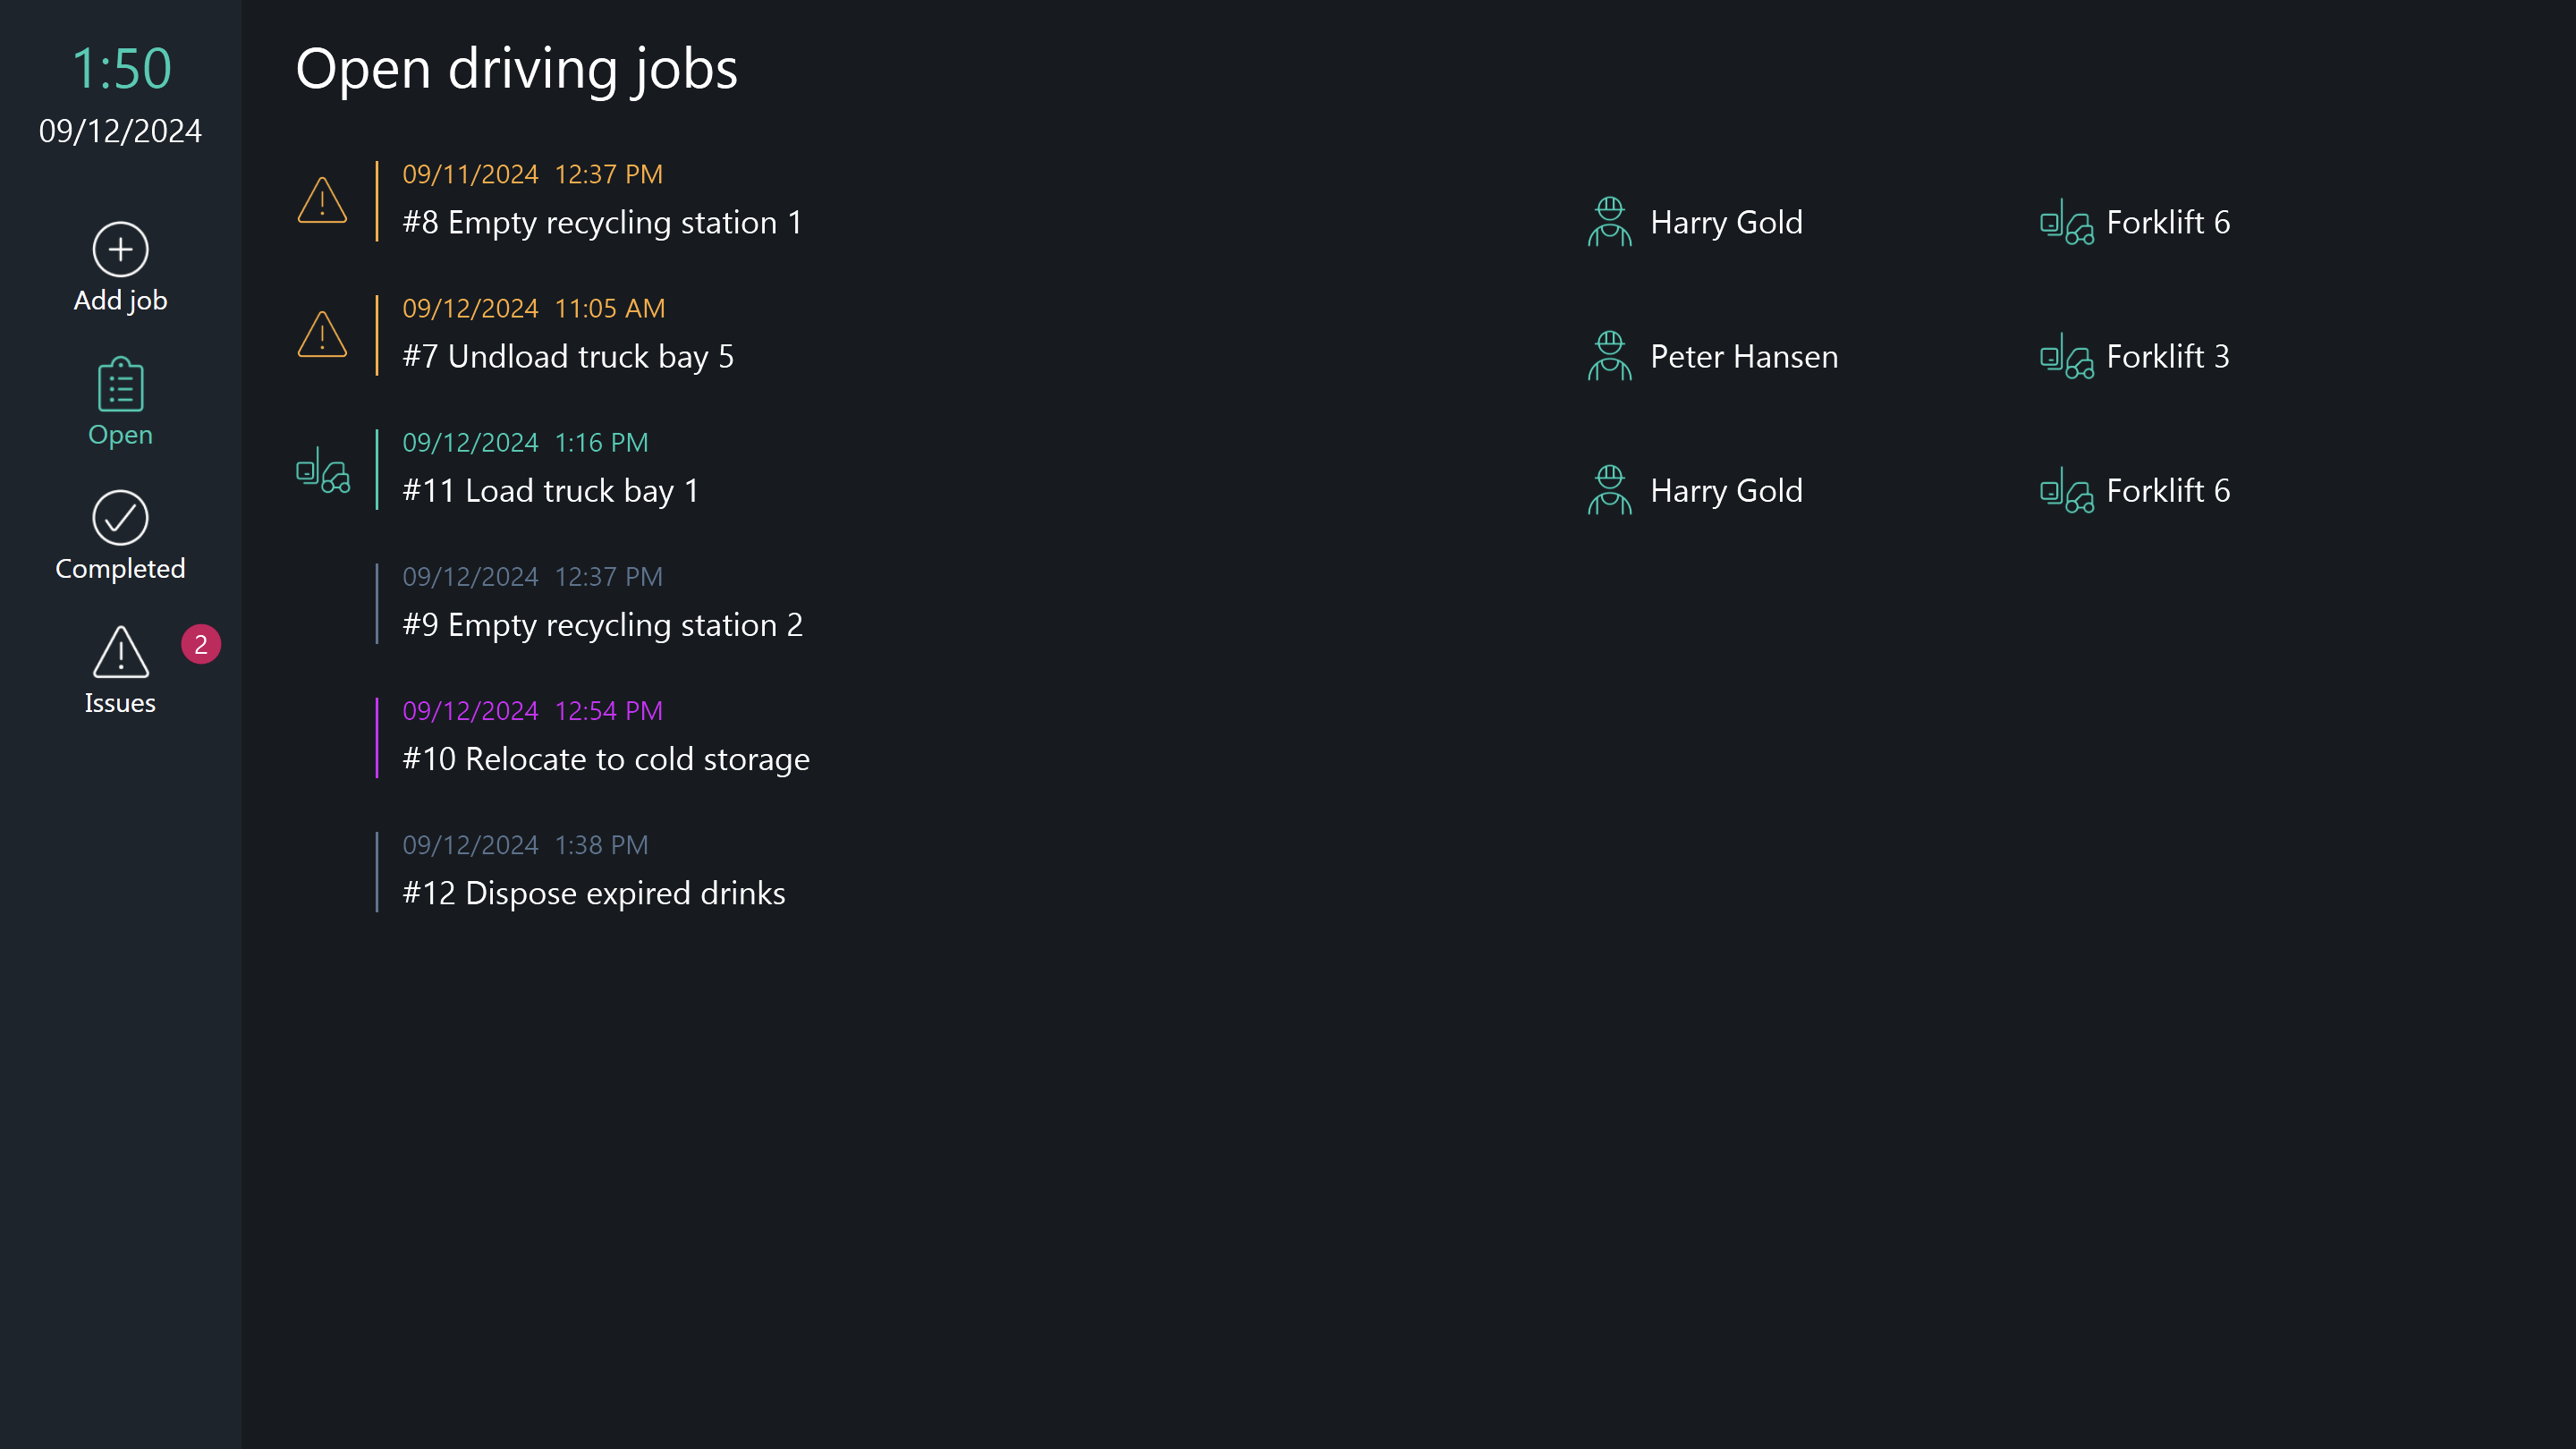 1:50
09/12/2024
Add job
Open
Completed
2
Issues
Open driving jobs
09/11/2024 12:37 PM
#8 Empty recycling station 1
Harry Gold
Forklift 6
09/12/2024 11:05 AM
#7 Undload truck bay 5
Peter Hansen
Forklift 3
09/12/2024 1:16 PM
#11 Load truck bay 1
Harry Gold
Forklift 6
09/12/2024 12:37 PM
#9 Empty recycling station 2
09/12/2024 12:54 PM
#10 Relocate to cold storage
09/12/2024 1:38 PM
#12 Dispose expired drinks